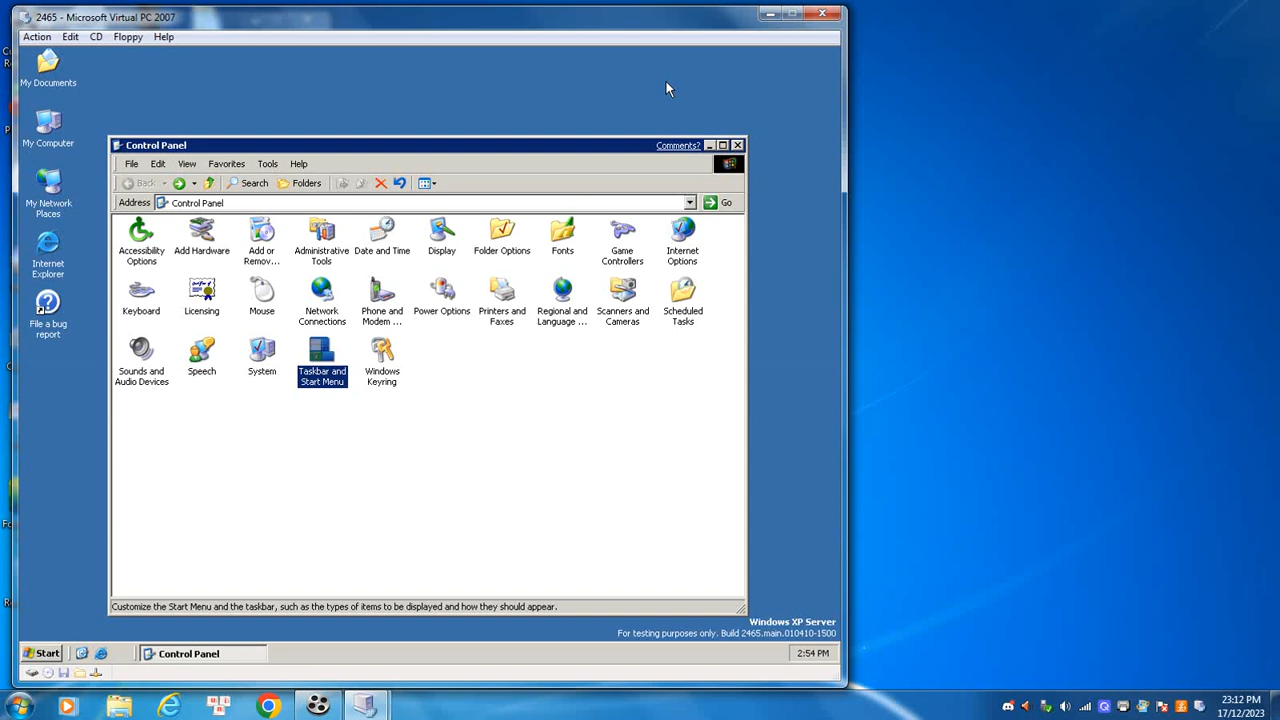 2465 - Microsoft Virtual PC 2007
Action Edit CD Floppy Help
My Documents
My Computer
My Network
Places
Internet
Explorer
File a bug
report
Control Panel
Comments?
File Edit View Favorites Tools Help
Back Search Folders
Address Control Panel Go
Accessibility
Options
Add Hardware
Add or
Remov...
Administrative
Tools
Date and Time
Display
Folder Options
Fonts
Game
Controllers
Internet
Options
Keyboard
Licensing
Mouse
Network
Connections
Phone and
Modem ...
Power Options
Printers and
Faxes
Regional and
Language ...
Scanners and
Cameras
Scheduled
Tasks
Sounds and
Audio Devices
Speech
System
Taskbar and
Start Menu
Windows
Keyring
Customize the Start Menu and the taskbar, such as the types of items to be displayed and how they should appear.
Windows XP Server
For testing purposes only. Build 2465.main.010410-1500
Start Control Panel 2:54 PM
23:12 PM
17/12/2023